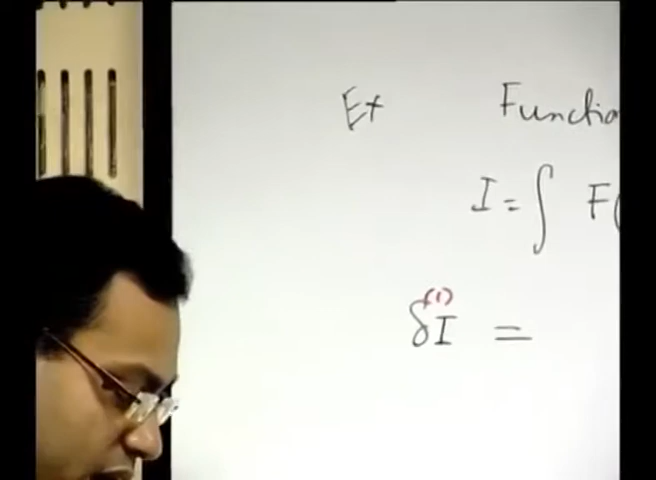 Ex Functio
I = ∫ F(
δ⁽¹⁾I =